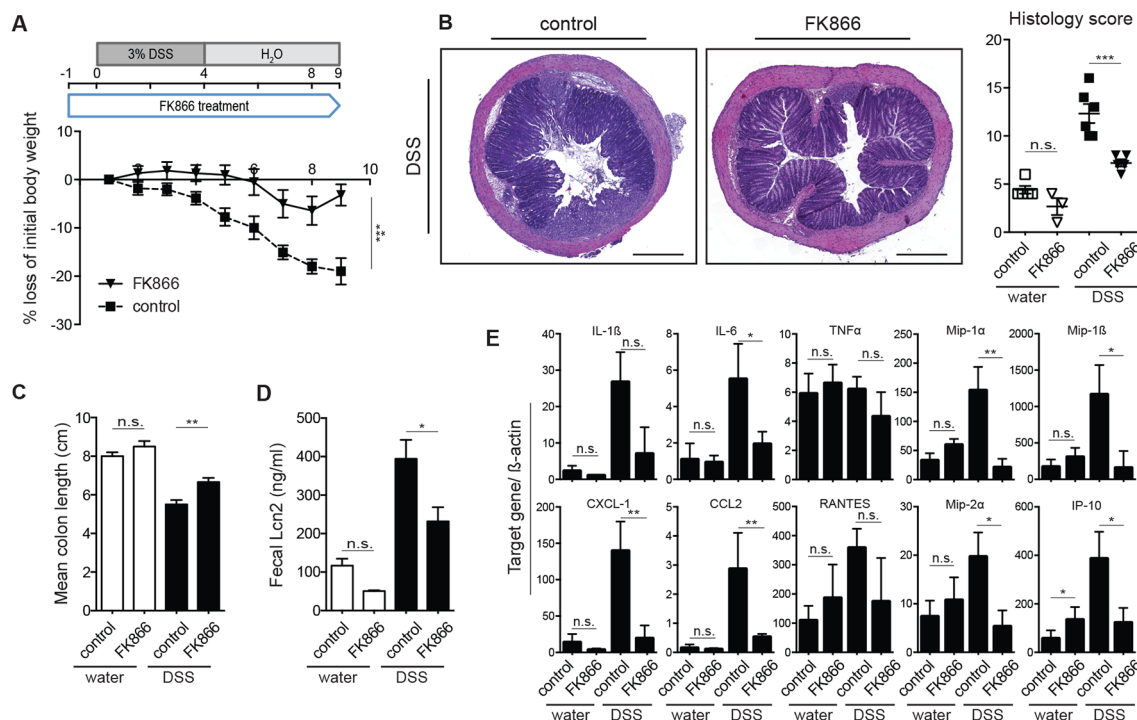 A
3% DSS
H2O
-1 0 4 8 9
FK866 treatment
% loss of initial body weight
10
0
-10
-20
-30
2 4 6 8 10
***
FK866
control
B
control
FK866
DSS
Histology score
20
15
10
5
0
n.s.
***
control
FK866
control
FK866
water
DSS
C
Mean colon length (cm)
10
8
6
4
2
0
n.s.
**
control
FK866
control
FK866
water
DSS
D
Fecal Lcn2 (ng/ml)
500
400
300
200
100
0
n.s.
*
control
FK866
control
FK866
water
DSS
E
Target gene/ ß-actin
IL-1ß
40
30
20
10
0
n.s.
n.s.
IL-6
8
6
4
2
0
n.s.
*
TNFα
10
8
6
4
2
0
n.s.
n.s.
Mip-1α
250
200
150
100
50
0
n.s.
**
Mip-1ß
2000
1500
1000
500
0
n.s.
*
CXCL-1
200
150
100
50
0
n.s.
**
CCL2
5
4
3
2
1
0
n.s.
**
RANTES
500
400
300
200
100
0
n.s.
n.s.
Mip-2α
30
20
10
0
n.s.
*
IP-10
600
400
200
0
*
*
control
FK866
control
FK866
water
DSS
control
FK866
control
FK866
water
DSS
control
FK866
control
FK866
water
DSS
control
FK866
control
FK866
water
DSS
control
FK866
control
FK866
water
DSS